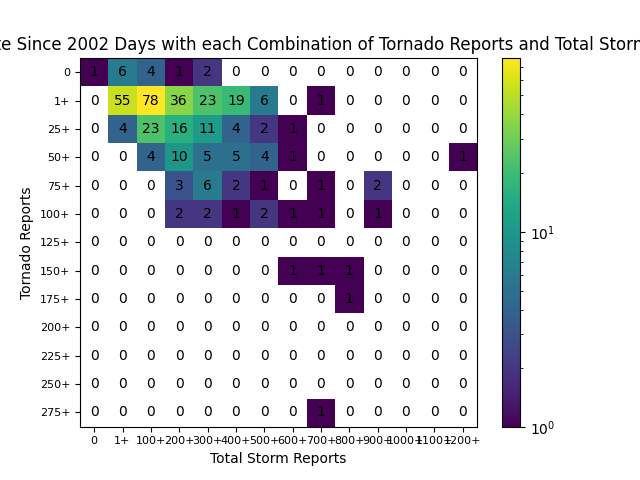 te Since 2002 Days with each Combination of Tornado Reports and Total Storm
Tornado Reports
0 1 6 4 1 2 0 0 0 0 0 0 0 0 0
1+ 0 55 78 36 23 19 6 0 1 0 0 0 0 0
25+ 0 4 23 16 11 4 2 1 0 0 0 0 0 0
50+ 0 0 4 10 5 5 4 1 0 0 0 0 0 1
75+ 0 0 0 3 6 2 1 0 1 0 2 0 0 0
100+ 0 0 0 2 2 1 2 1 1 0 1 0 0 0
125+ 0 0 0 0 0 0 0 0 0 0 0 0 0 0
150+ 0 0 0 0 0 0 0 1 1 1 0 0 0 0
175+ 0 0 0 0 0 0 0 0 0 1 0 0 0 0
200+ 0 0 0 0 0 0 0 0 0 0 0 0 0 0
225+ 0 0 0 0 0 0 0 0 0 0 0 0 0 0
250+ 0 0 0 0 0 0 0 0 0 0 0 0 0 0
275+ 0 0 0 0 0 0 0 0 1 0 0 0 0 0
0 1+ 100+ 200+ 300+ 400+ 500+ 600+ 700+ 800+ 900+ 1000+ 1100+ 1200+
Total Storm Reports
10¹
10⁰